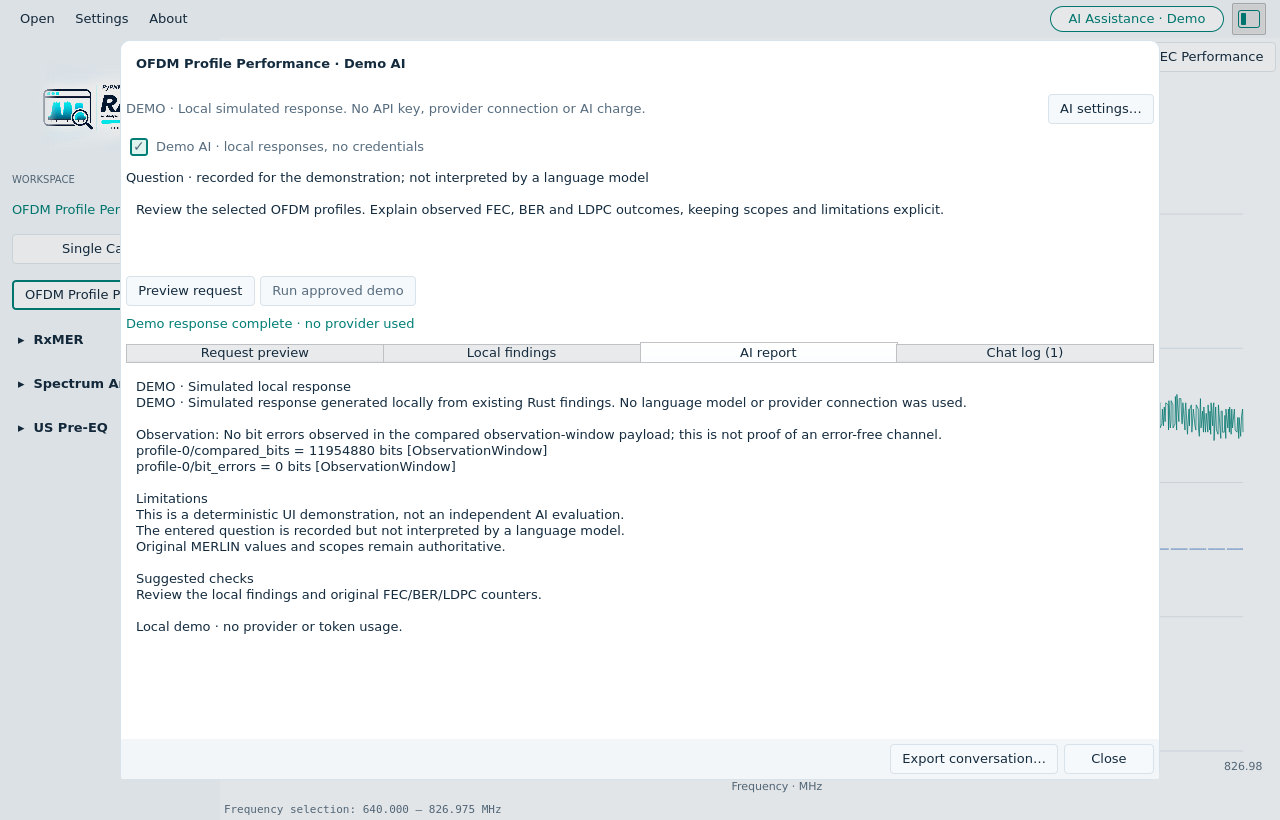 Open Settings About
AI Assistance · Demo
EC Performance
OFDM Profile Performance · Demo AI
DEMO · Local simulated response. No API key, provider connection or AI charge.
AI settings...
Demo AI · local responses, no credentials
WORKSPACE
Question · recorded for the demonstration; not interpreted by a language model
OFDM Profile Per
Review the selected OFDM profiles. Explain observed FEC, BER and LDPC outcomes, keeping scopes and limitations explicit.
Single Ca
OFDM Profile P
Preview request
Run approved demo
Demo response complete · no provider used
RxMER
Request preview
Local findings
AI report
Chat log (1)
Spectrum A
DEMO · Simulated local response
DEMO · Simulated response generated locally from existing Rust findings. No language model or provider connection was used.
US Pre-EQ
Observation: No bit errors observed in the compared observation-window payload; this is not proof of an error-free channel.
profile-0/compared_bits = 11954880 bits [ObservationWindow]
profile-0/bit_errors = 0 bits [ObservationWindow]
Limitations
This is a deterministic UI demonstration, not an independent AI evaluation.
The entered question is recorded but not interpreted by a language model.
Original MERLIN values and scopes remain authoritative.
Suggested checks
Review the local findings and original FEC/BER/LDPC counters.
Local demo · no provider or token usage.
Export conversation...
Close
826.98
Frequency · MHz
Frequency selection: 640.000 – 826.975 MHz